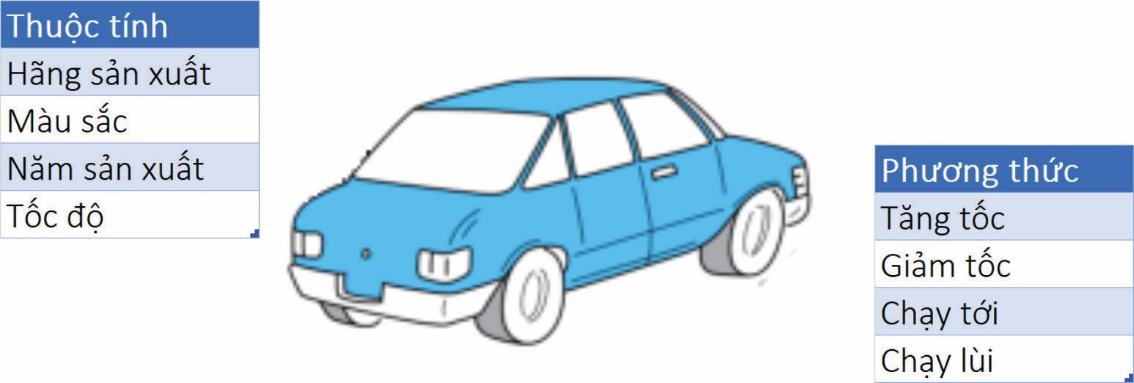 Thuộc tính
Hãng sản xuất
Màu sắc
Năm sản xuất
Tốc độ
Phương thức
Tăng tốc
Giảm tốc
Chạy tới
Chạy lùi